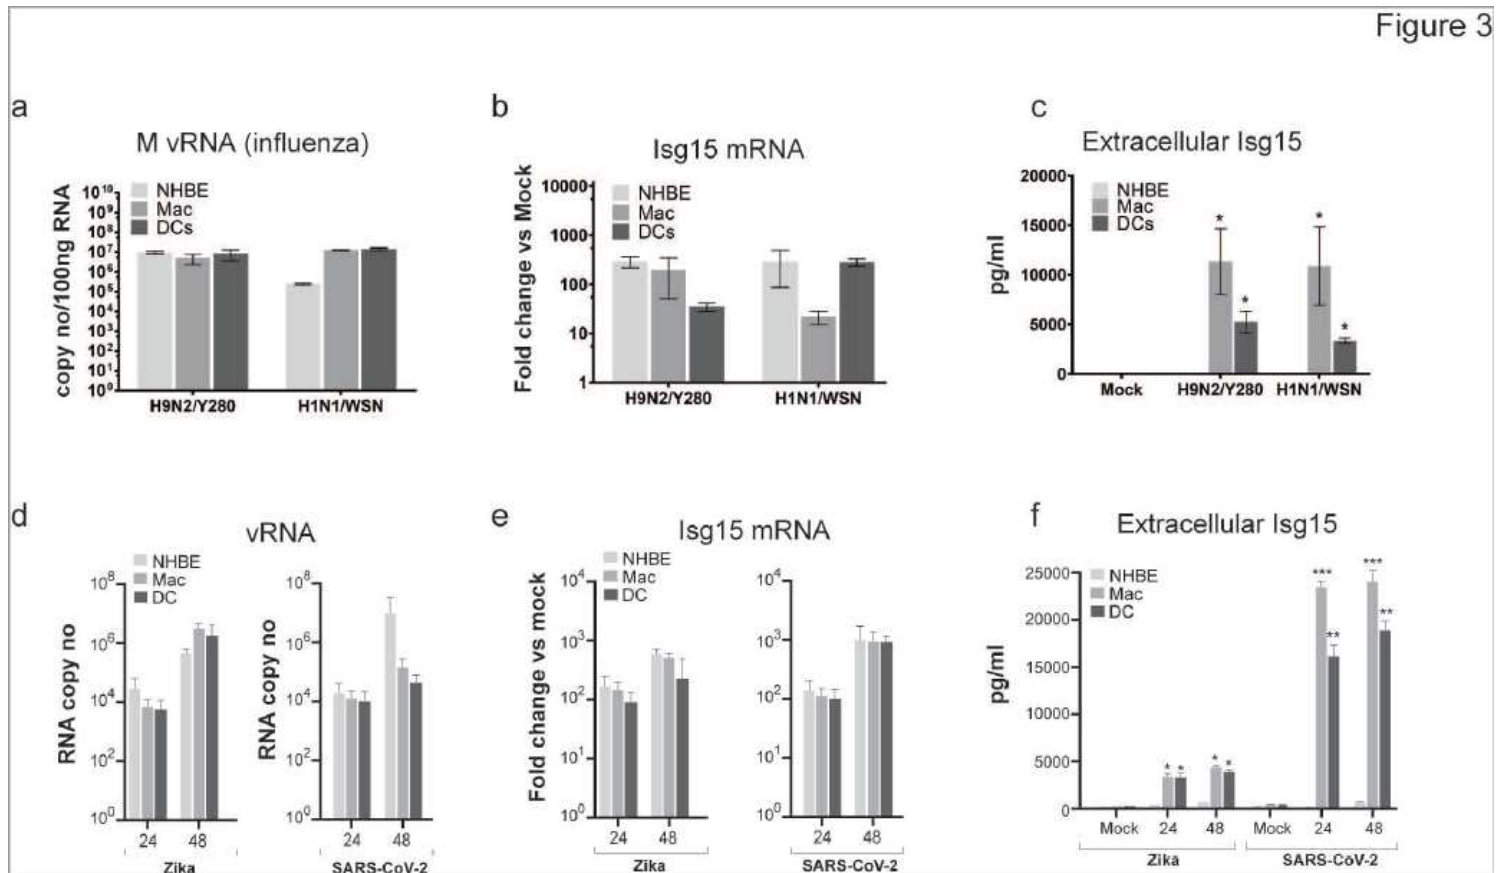 Figure 3
a
M vRNA (influenza)
copy no/100ng RNA
10¹⁰
10⁹
10⁸
10⁷
10⁶
10⁵
10⁴
10³
10²
10¹
10⁰
NHBE
Mac
DCs
H9N2/Y280
H1N1/WSN
b
Isg15 mRNA
Fold change vs Mock
10000
1000
100
10
1
NHBE
Mac
DCs
H9N2/Y280
H1N1/WSN
c
Extracellular Isg15
pg/ml
20000
15000
10000
5000
0
NHBE
Mac
DCs
*
*
*
*
Mock
H9N2/Y280
H1N1/WSN
d
vRNA
RNA copy no
10⁸
10⁶
10⁴
10²
10⁰
NHBE
Mac
DC
24
48
Zika
RNA copy no
10⁸
10⁶
10⁴
10²
10⁰
24
48
SARS-CoV-2
e
Isg15 mRNA
Fold change vs mock
10⁴
10³
10²
10¹
10⁰
NHBE
Mac
DC
24
48
Zika
10⁴
10³
10²
10¹
10⁰
24
48
SARS-CoV-2
f
Extracellular Isg15
pg/ml
25000
20000
15000
10000
5000
0
NHBE
Mac
DC
* *
* *
***
**
***
**
Mock
24
48
Zika
Mock
24
48
SARS-CoV-2